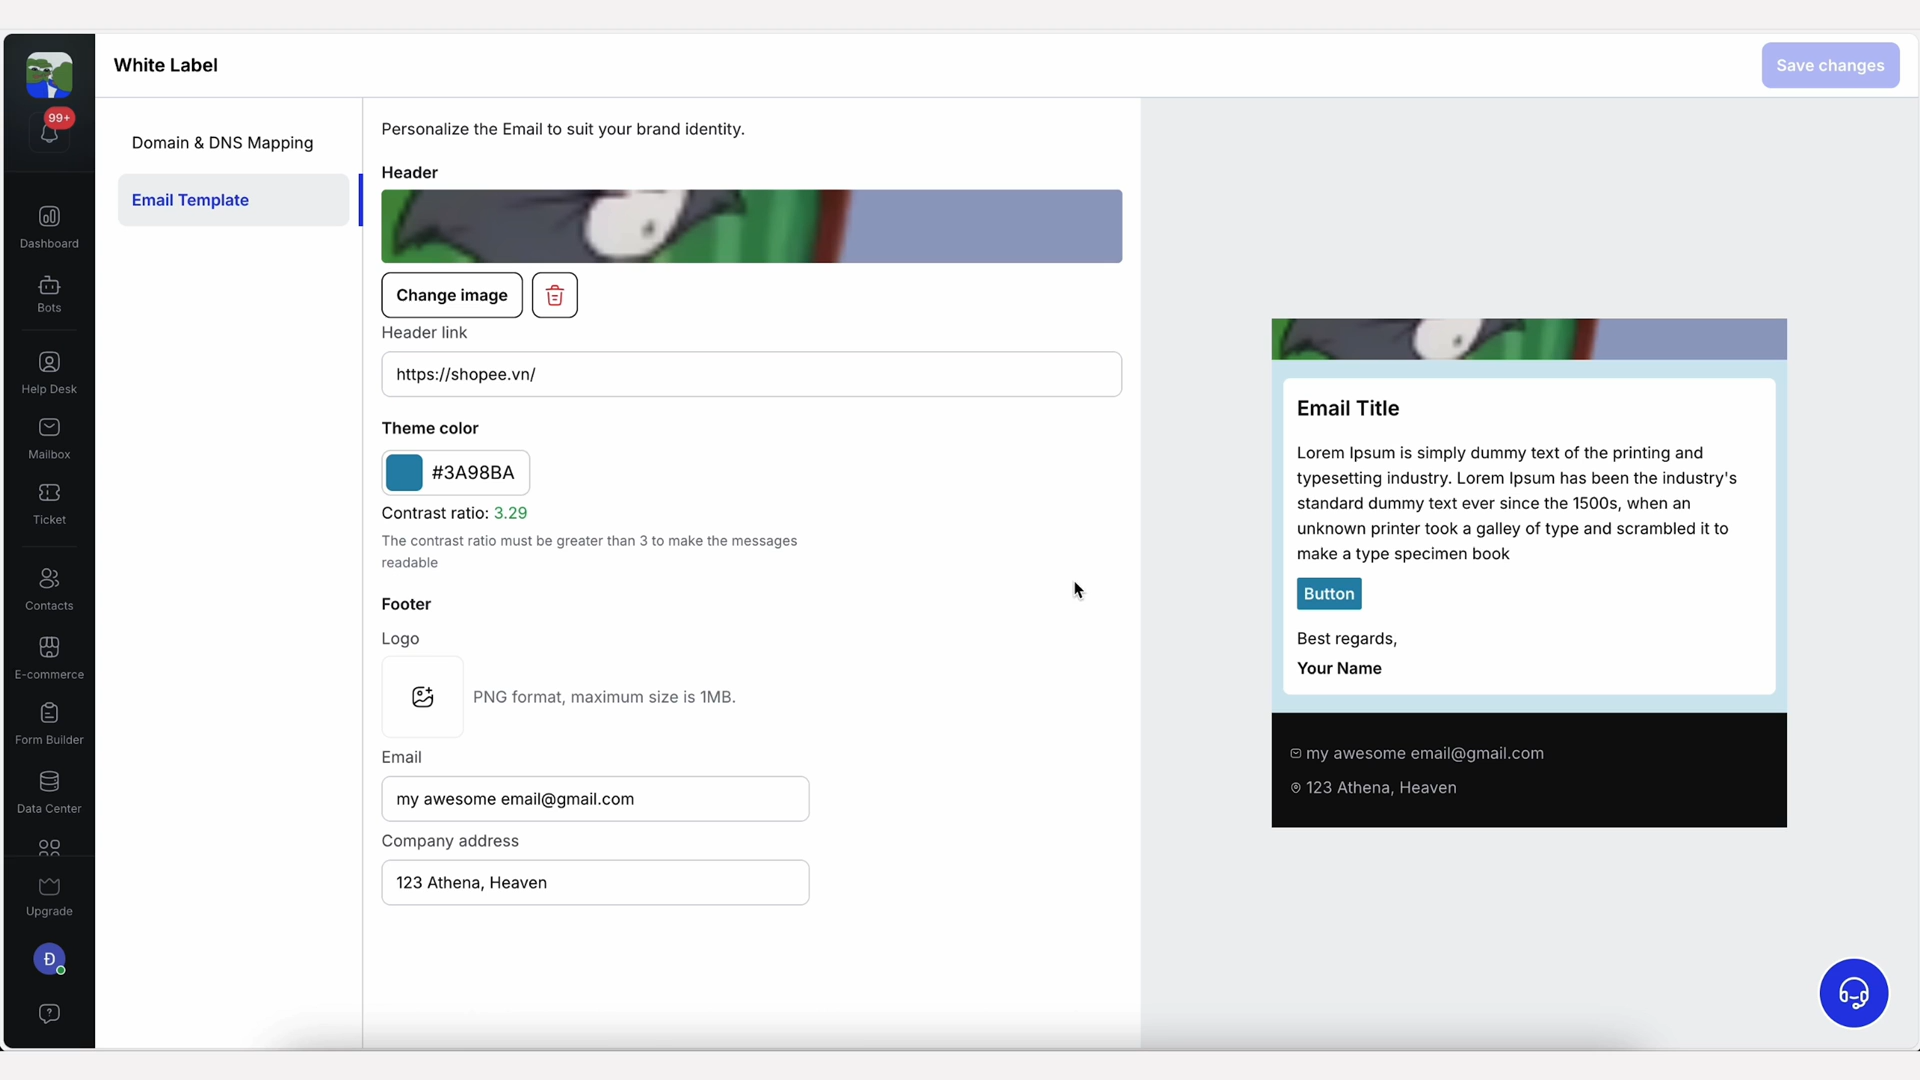 White Label
Save changes
99+
Dashboard
Bots
Help Desk
Mailbox
Ticket
Contacts
E-commerce
Form Builder
Data Center
Upgrade
Đ
Domain & DNS Mapping
Email Template
Personalize the Email to suit your brand identity.
Header
Change image
Header link
https://shopee.vn/
Theme color
#3A98BA
Contrast ratio: 3.29
The contrast ratio must be greater than 3 to make the messages
readable
Footer
Logo
PNG format, maximum size is 1MB.
Email
my awesome email@gmail.com
Company address
123 Athena, Heaven
Email Title
Lorem Ipsum is simply dummy text of the printing and
typesetting industry. Lorem Ipsum has been the industry's
standard dummy text ever since the 1500s, when an
unknown printer took a galley of type and scrambled it to
make a type specimen book
Button
Best regards,
Your Name
my awesome email@gmail.com
123 Athena, Heaven